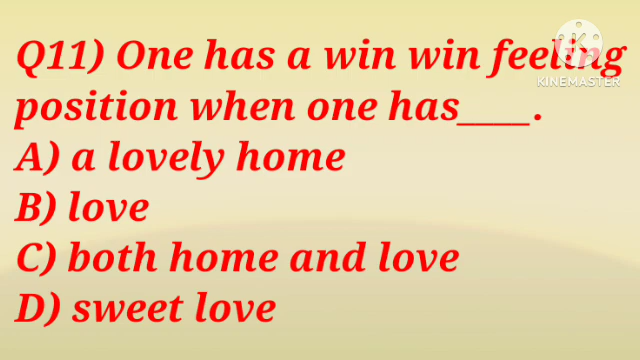 Q11) One has a win win feeling
KINEMASTER
position when one has____.
A) a lovely home
B) love
C) both home and love
D) sweet love